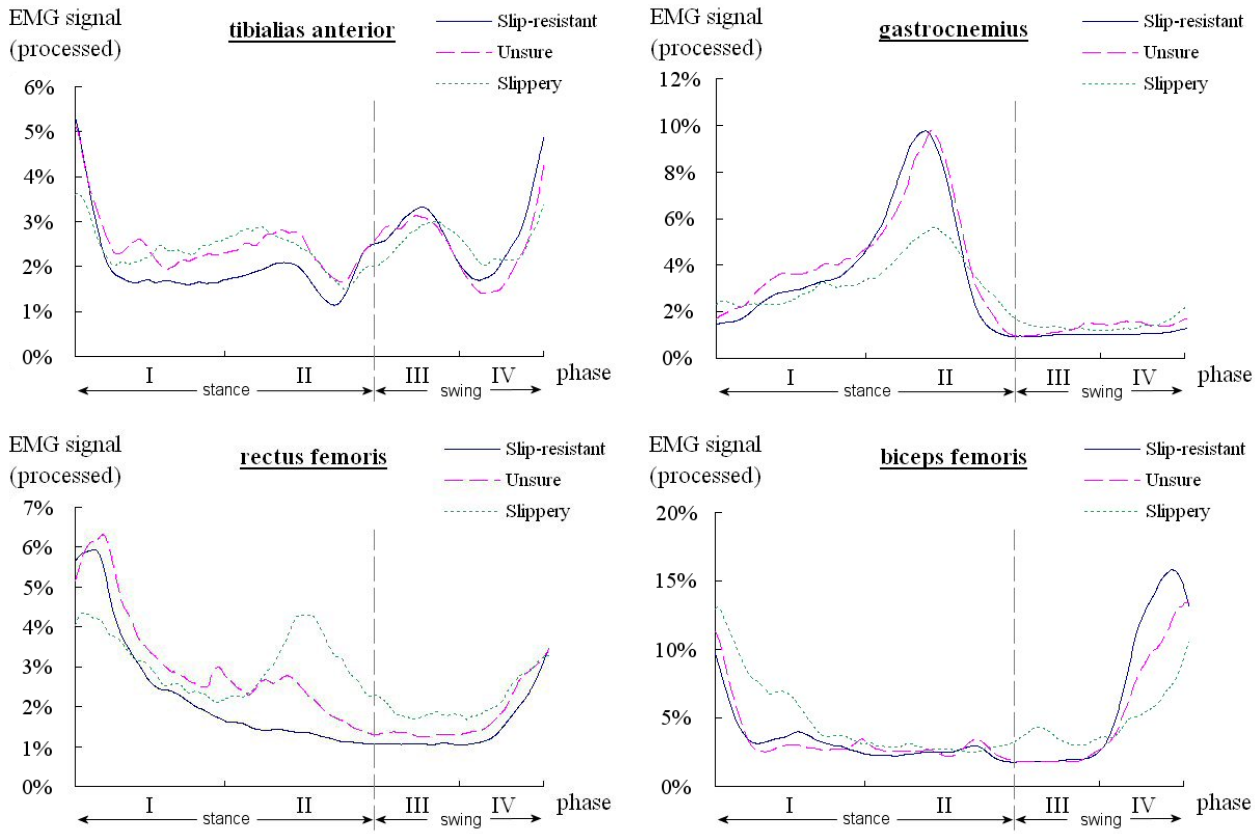 EMG signal
(processed)
tibialias anterior
Slip-resistant
Unsure
Slippery
6%
5%
4%
3%
2%
1%
0%
I II III IV phase
stance swing
EMG signal
(processed)
gastrocnemius
Slip-resistant
Unsure
Slippery
12%
10%
8%
6%
4%
2%
0%
I II III IV phase
stance swing
EMG signal
(processed)
rectus femoris
Slip-resistant
Unsure
Slippery
7%
6%
5%
4%
3%
2%
1%
0%
I II III IV phase
stance swing
EMG signal
(processed)
biceps femoris
Slip-resistant
Unsure
Slippery
20%
15%
10%
5%
0%
I II III IV phase
stance swing